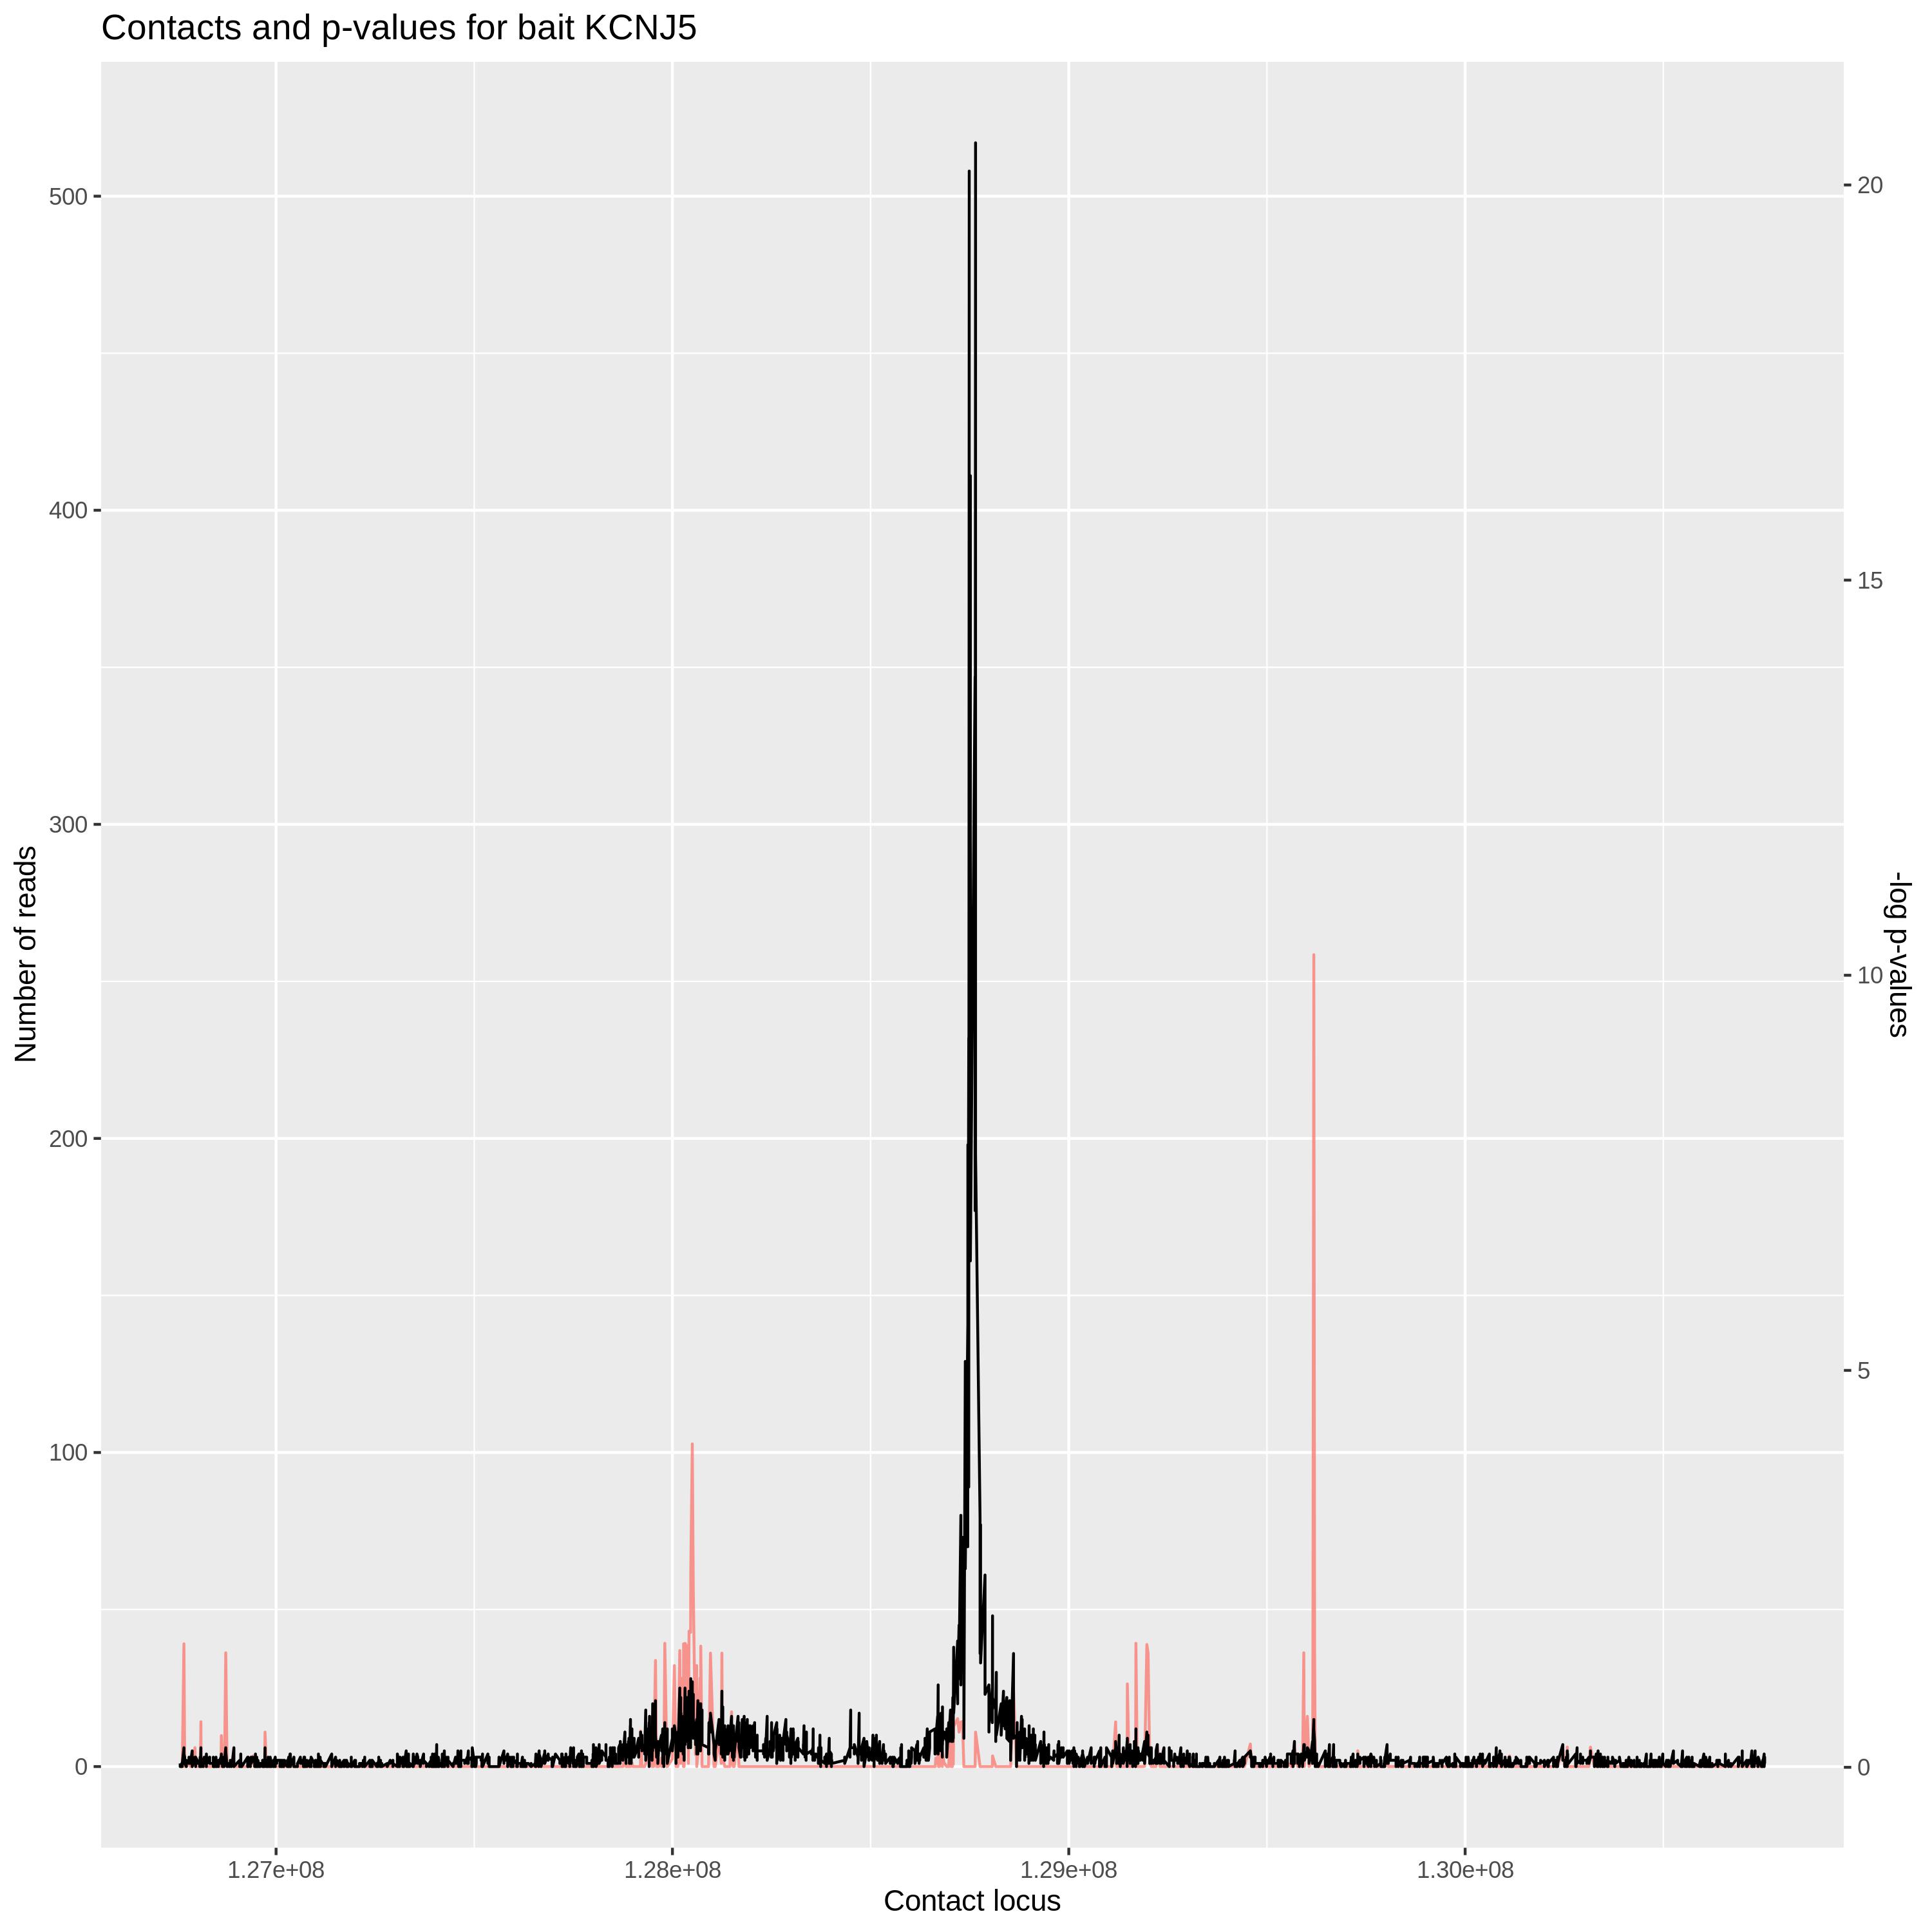 Contacts and p-values for bait KCNJ5
Number of reads
500
400
300
200
100
0
20
15
10
5
0
-log p-values
1.27e+08
1.28e+08
1.29e+08
1.30e+08
Contact locus